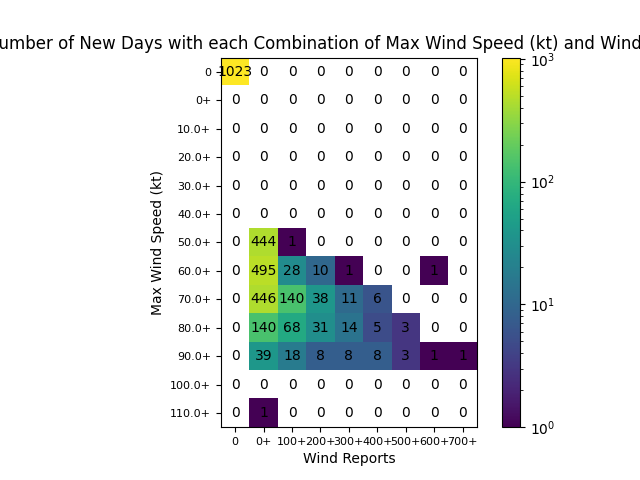 umber of New Days with each Combination of Max Wind Speed (kt) and Wind
0 1023 0 0 0 0 0 0 0 0 10³
0+ 0 0 0 0 0 0 0 0 0
10.0+ 0 0 0 0 0 0 0 0 0
20.0+ 0 0 0 0 0 0 0 0 0
30.0+ 0 0 0 0 0 0 0 0 0 10²
40.0+ 0 0 0 0 0 0 0 0 0
50.0+ 0 444 1 0 0 0 0 0 0
60.0+ 0 495 28 10 1 0 0 1 0
70.0+ 0 446 140 38 11 6 0 0 0 10¹
80.0+ 0 140 68 31 14 5 3 0 0
90.0+ 0 39 18 8 8 8 3 1 1
100.0+ 0 0 0 0 0 0 0 0 0
110.0+ 0 1 0 0 0 0 0 0 0 10⁰
Max Wind Speed (kt)
0 0+ 100+ 200+ 300+ 400+ 500+ 600+ 700+
Wind Reports